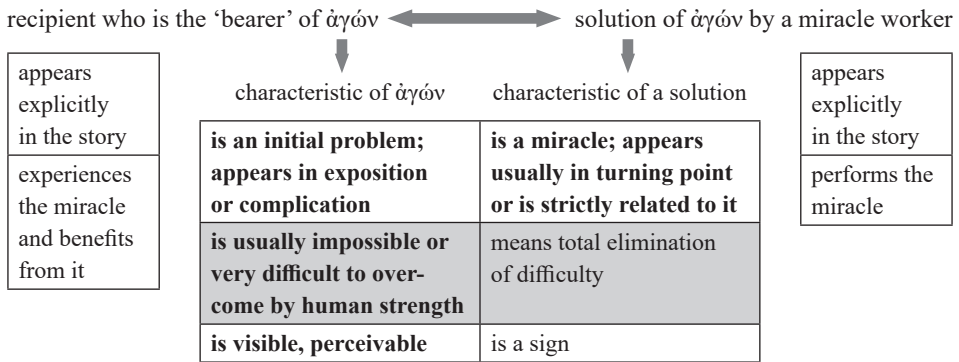 recipient who is the ‘bearer’ of ἀγών
solution of ἀγών by a miracle worker
appears
explicitly
in the story
experiences
the miracle
and benefits
from it
characteristic of ἀγών
characteristic of a solution
is an initial problem;
appears in exposition
or complication
is a miracle; appears
usually in turning point
or is strictly related to it
is usually impossible or
very difficult to over-
come by human strength
means total elimination
of difficulty
is visible, perceivable
is a sign
appears
explicitly
in the story
performs the
miracle